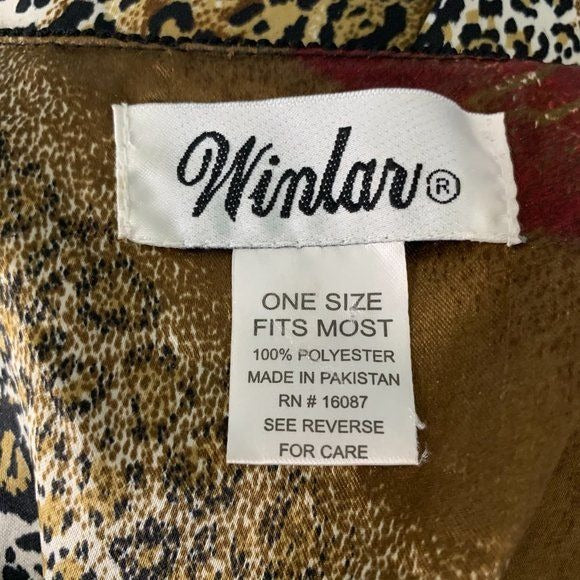 Winlar®
ONE SIZE
FITS MOST
100% POLYESTER
MADE IN PAKISTAN
RN # 16087
SEE REVERSE
FOR CARE